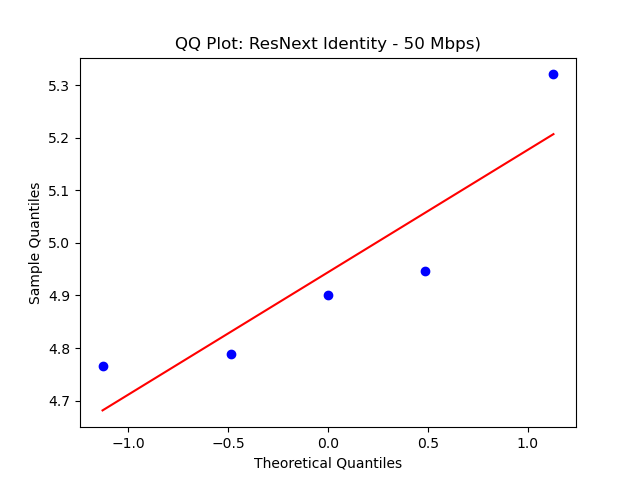 QQ Plot: ResNext Identity - 50 Mbps)
5.3
5.2
5.1
5.0
4.9
4.8
4.7
Sample Quantiles
−1.0 −0.5 0.0 0.5 1.0
Theoretical Quantiles